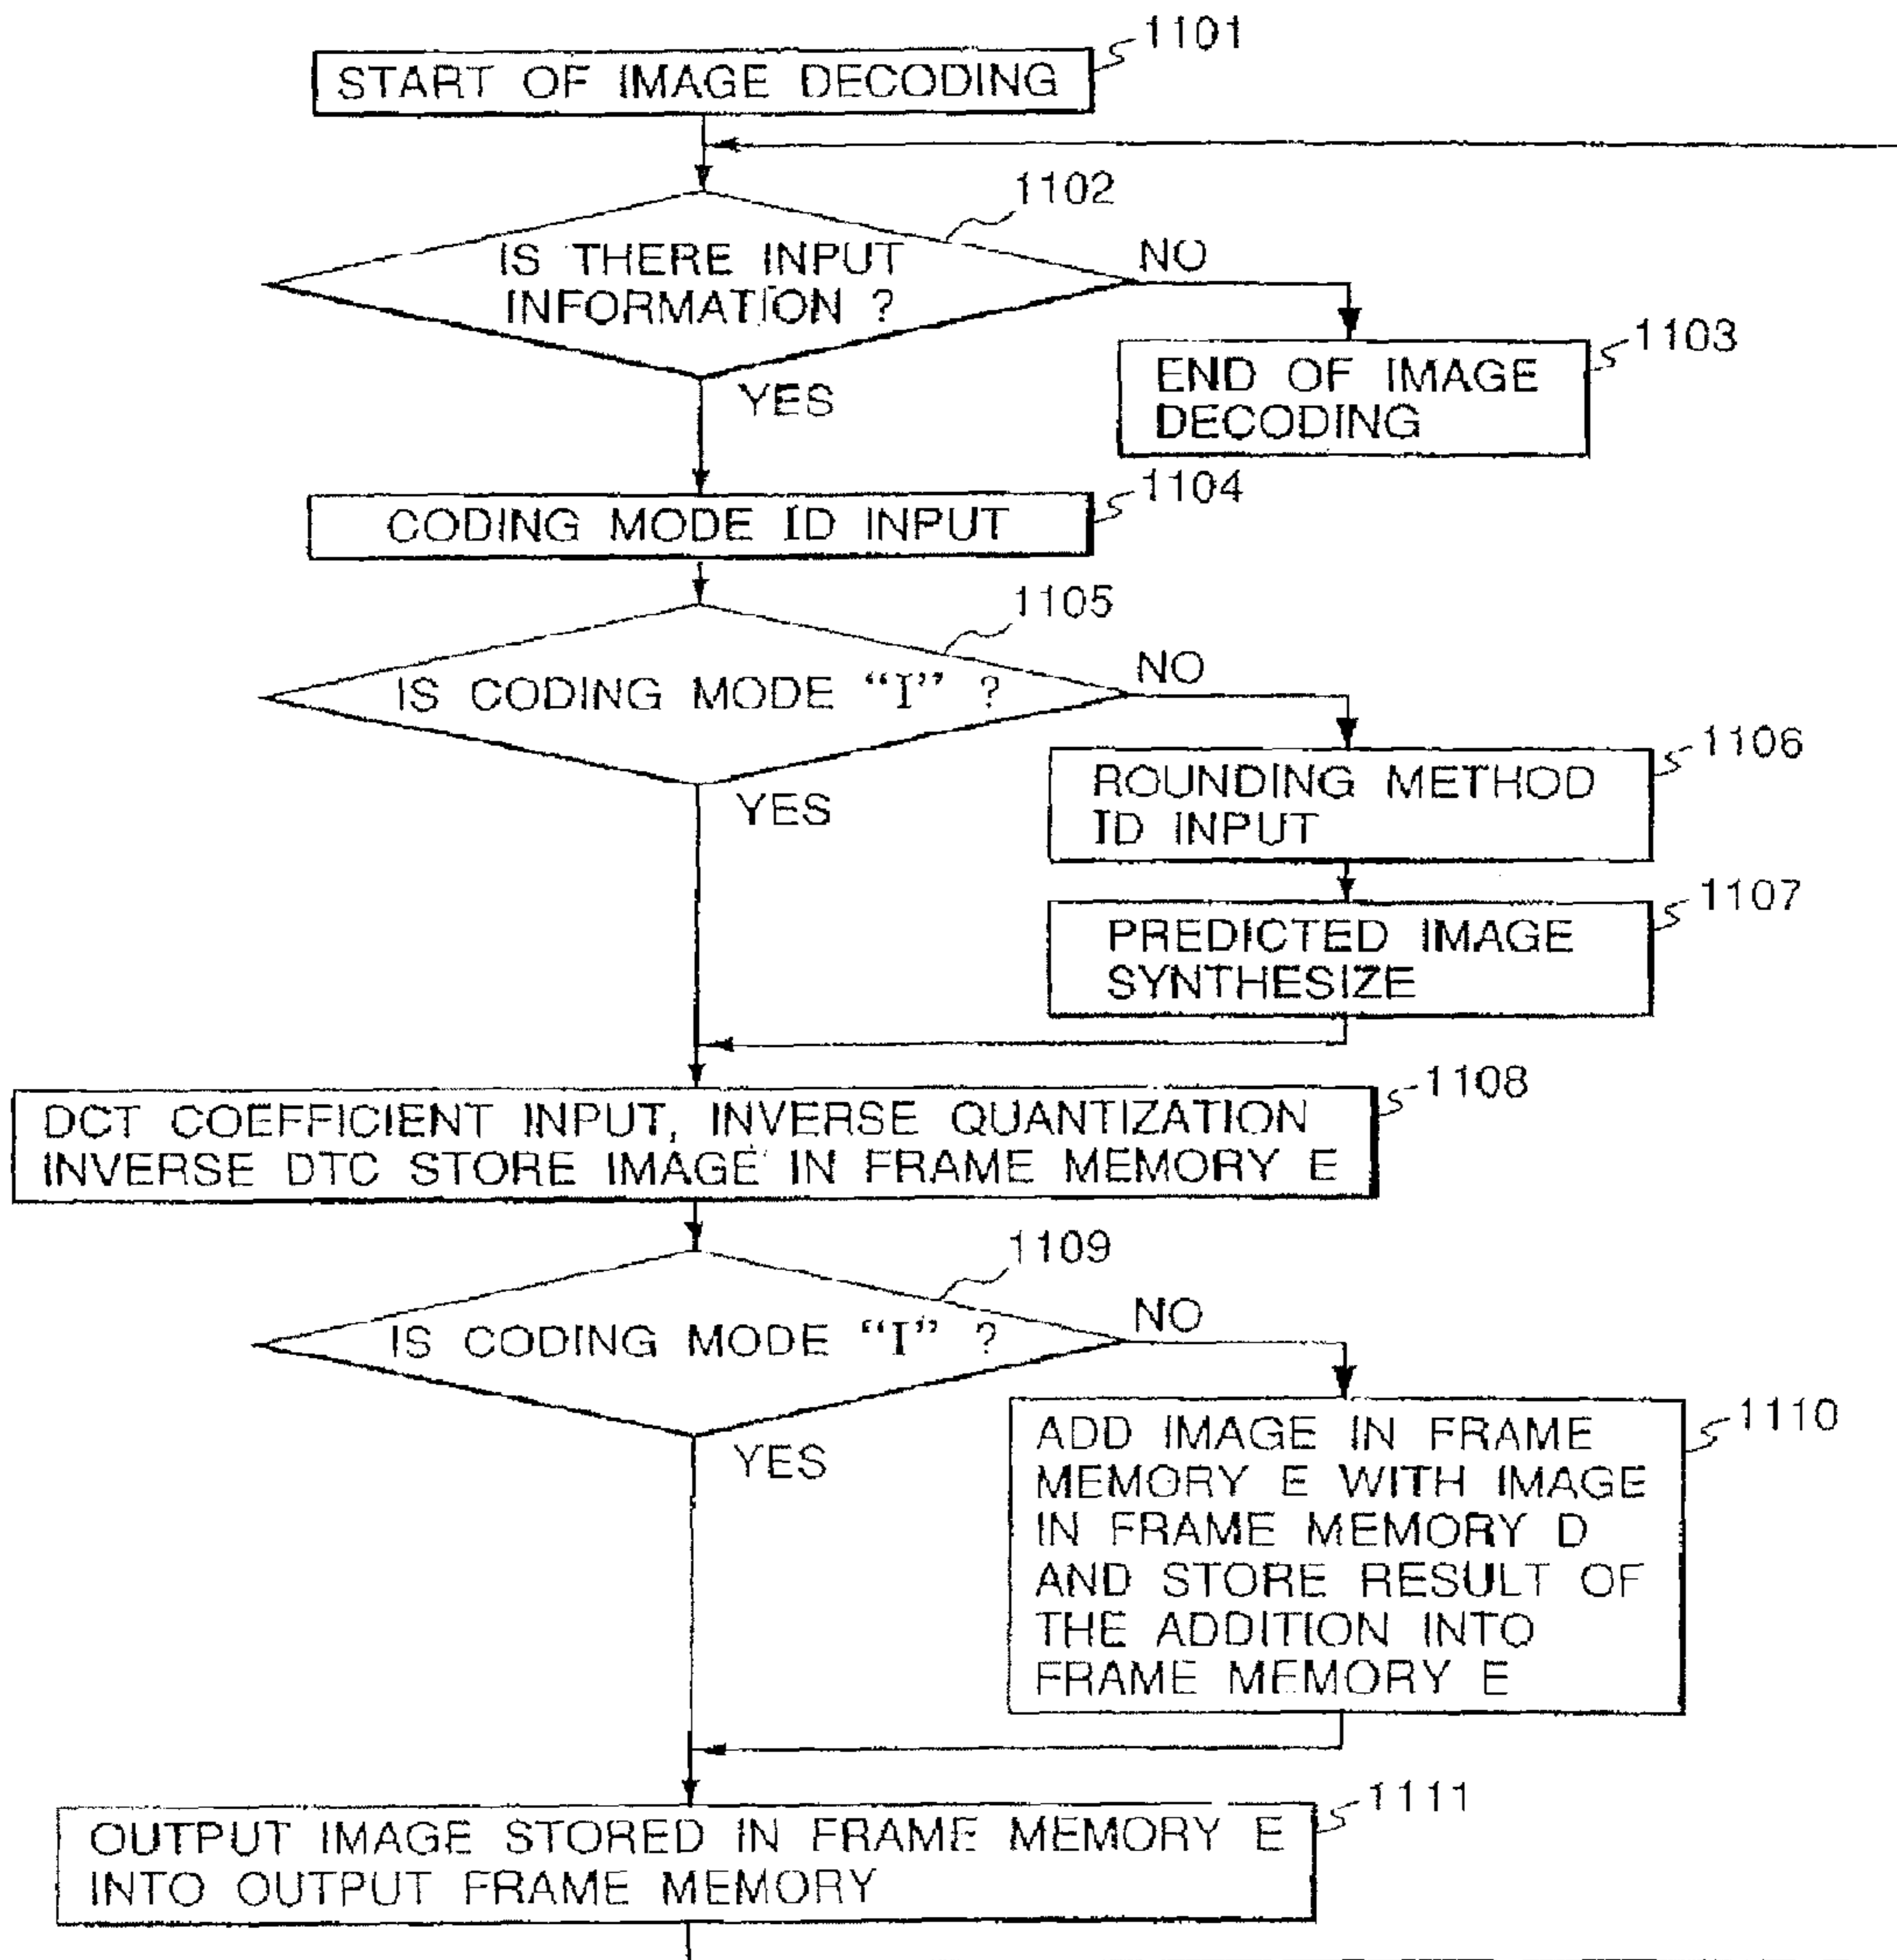 1101
START OF IMAGE DECODING
1102
IS THERE INPUT
INFORMATION ?
NO
1103
END OF IMAGE
DECODING
YES
1104
CODING MODE ID INPUT
1105
IS CODING MODE “I” ?
NO
1106
ROUNDING METHOD
ID INPUT
YES
1107
PREDICTED IMAGE
SYNTHESIZE
1108
DCT COEFFICIENT INPUT, INVERSE QUANTIZATION
INVERSE DTC STORE IMAGE IN FRAME MEMORY E
1109
IS CODING MODE “I” ?
NO
1110
ADD IMAGE IN FRAME
MEMORY E WITH IMAGE
IN FRAME MEMORY D
AND STORE RESULT OF
THE ADDITION INTO
FRAME MEMORY E
YES
1111
OUTPUT IMAGE STORED IN FRAME MEMORY E
INTO OUTPUT FRAME MEMORY